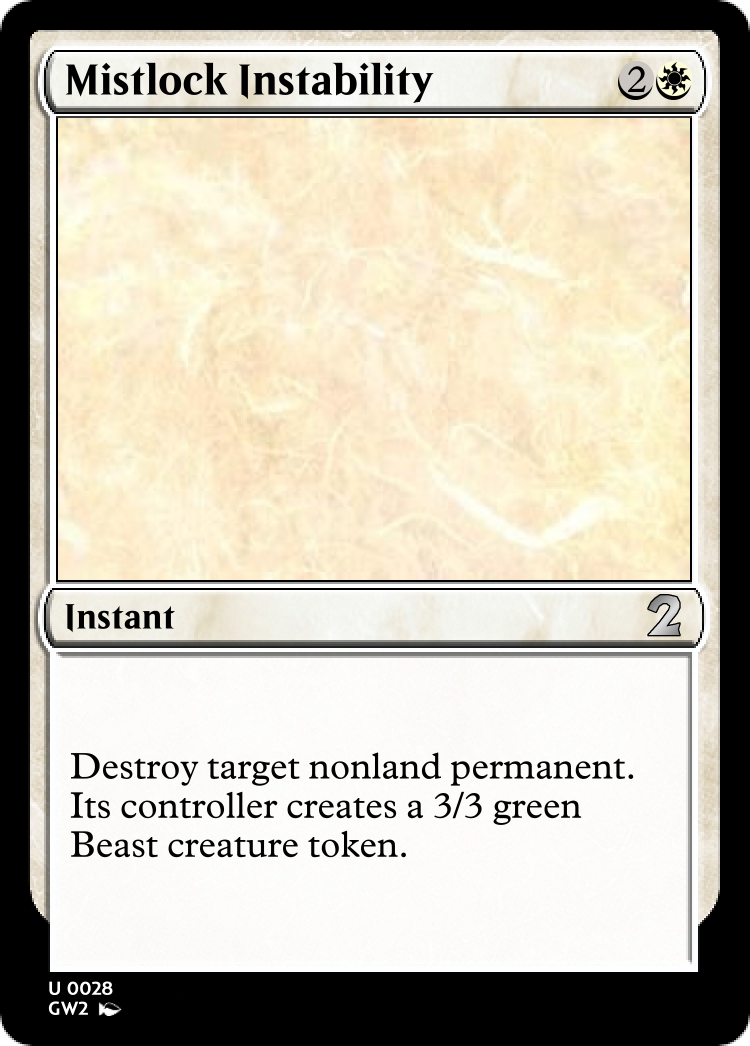 Mistlock Instability 2
Instant 2
Destroy target nonland permanent.
Its controller creates a 3/3 green
Beast creature token.
U 0028
GW2